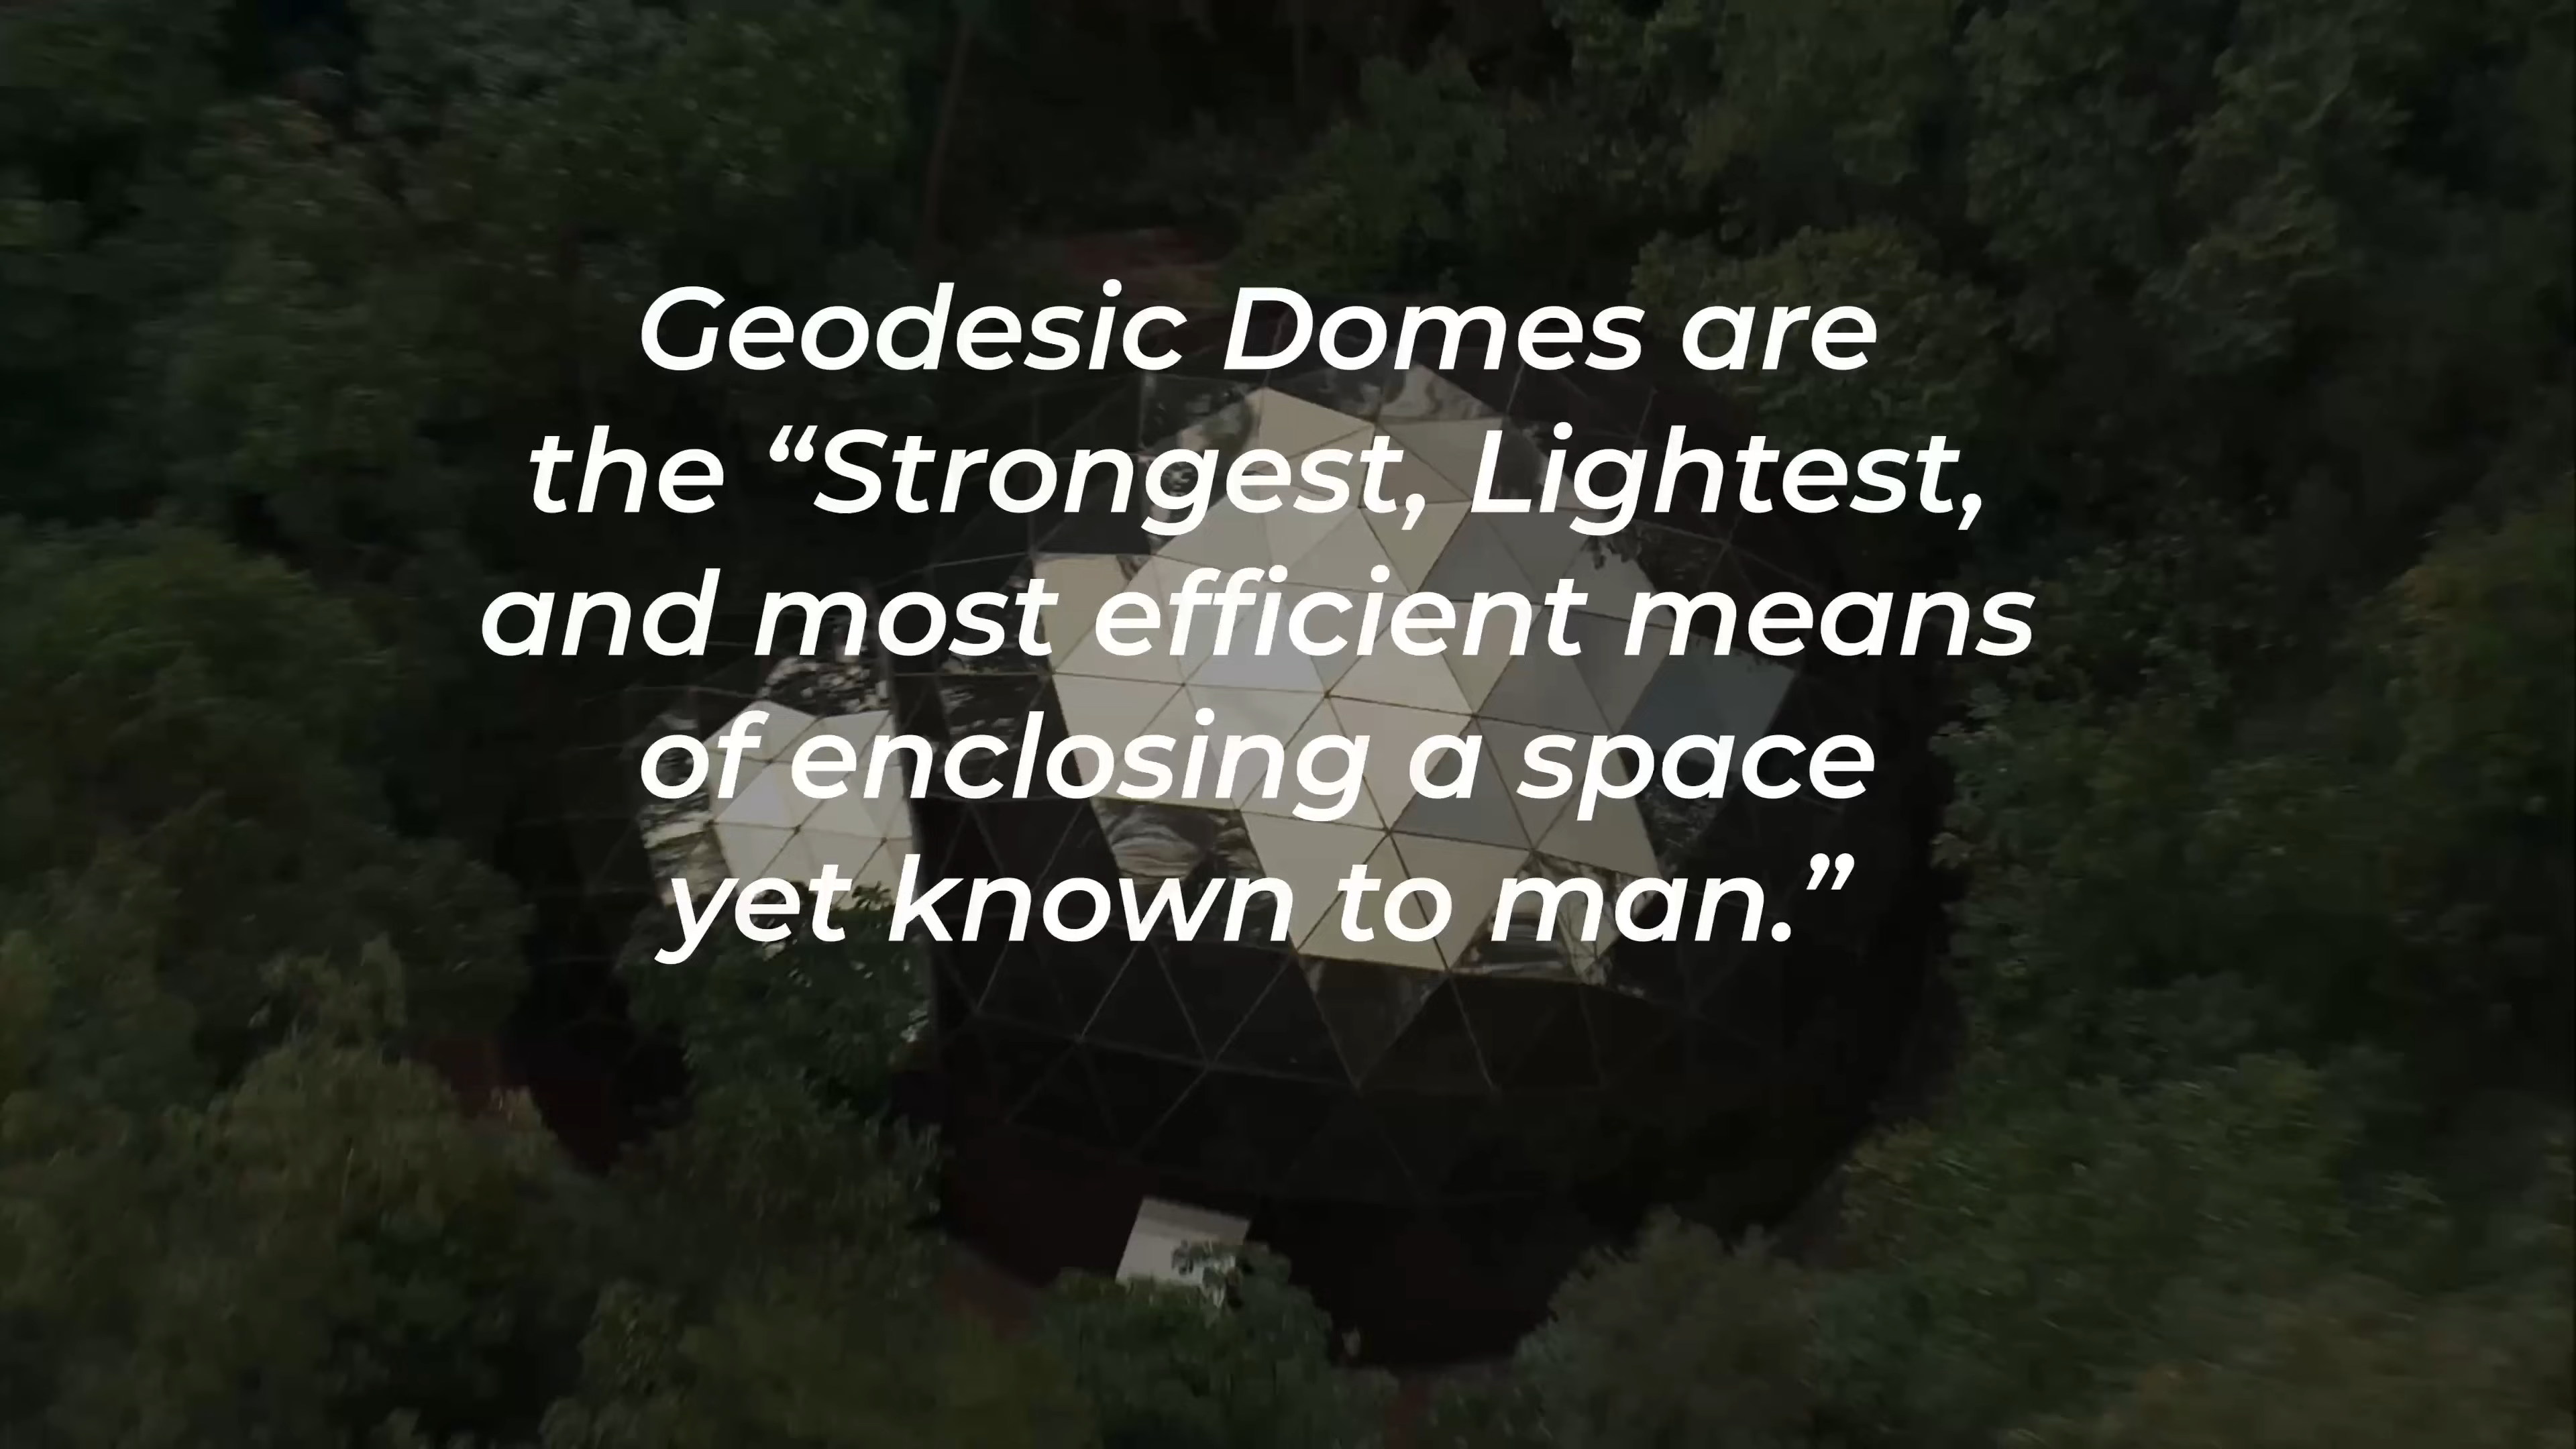 Geodesic Domes are
the “Strongest, Lightest,
and most efficient means
of enclosing a space
yet known to man.”